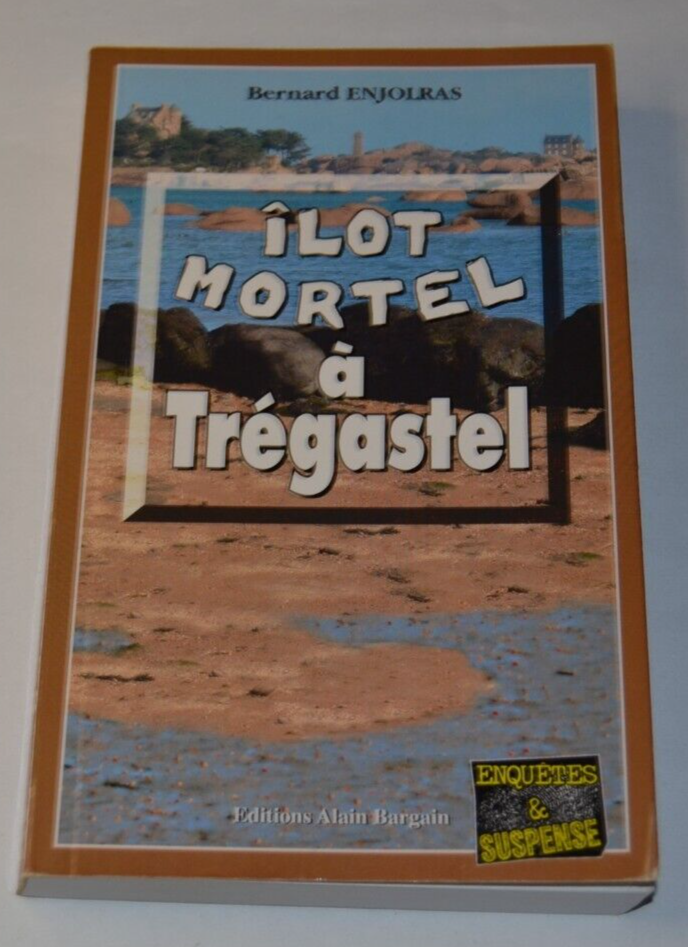 Bernard ENJOLRAS
ÎLOT
MORTEL
à
Trégastel
Editions Alain Bargain
ENQUÊTES
&
SUSPENSE